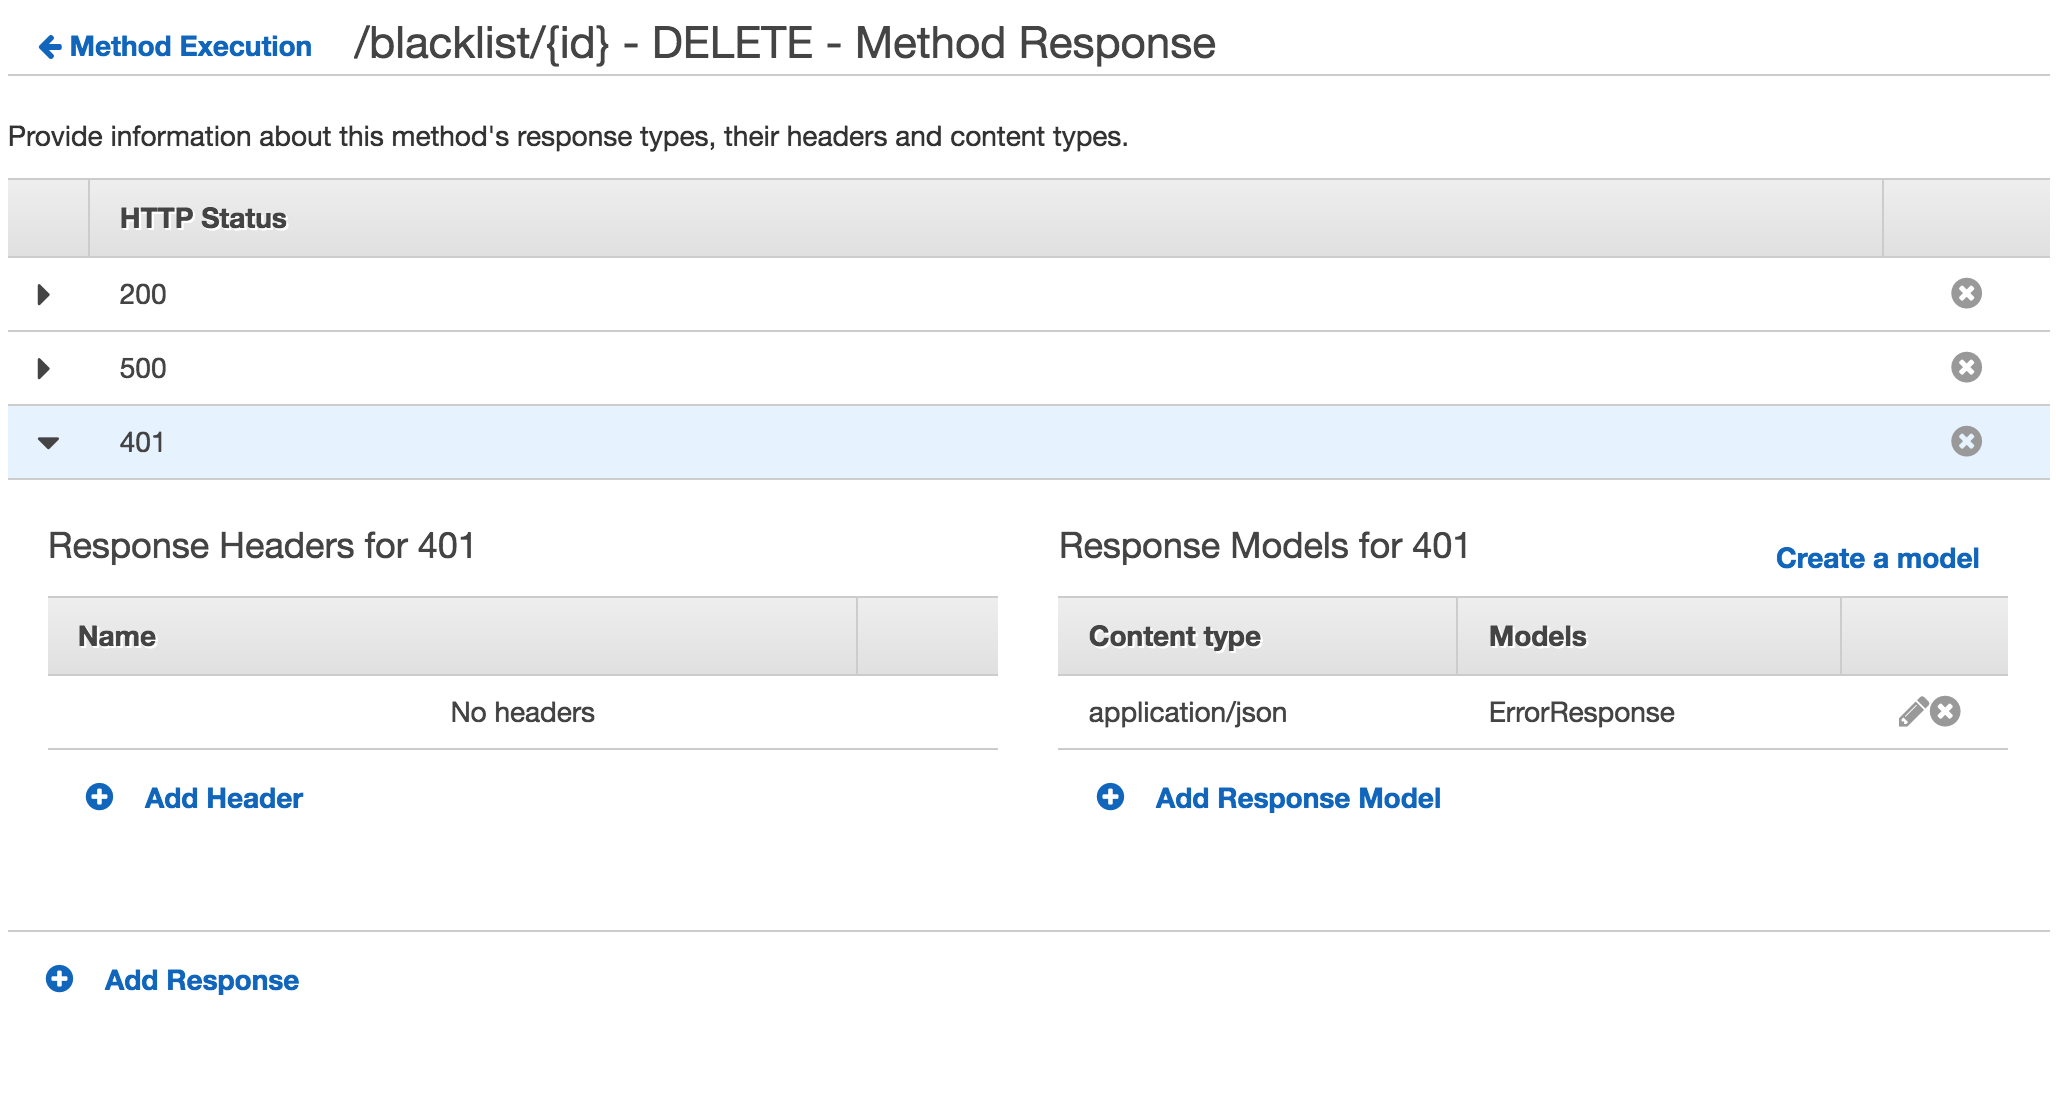 Method Execution /blacklist/{id} - DELETE - Method Response
Provide information about this method's response types, their headers and content types.
HTTP Status
200
500
401
Response Headers for 401
Name
No headers
Add Header
Response Models for 401
Create a model
Content type Models
application/json ErrorResponse
Add Response Model
Add Response